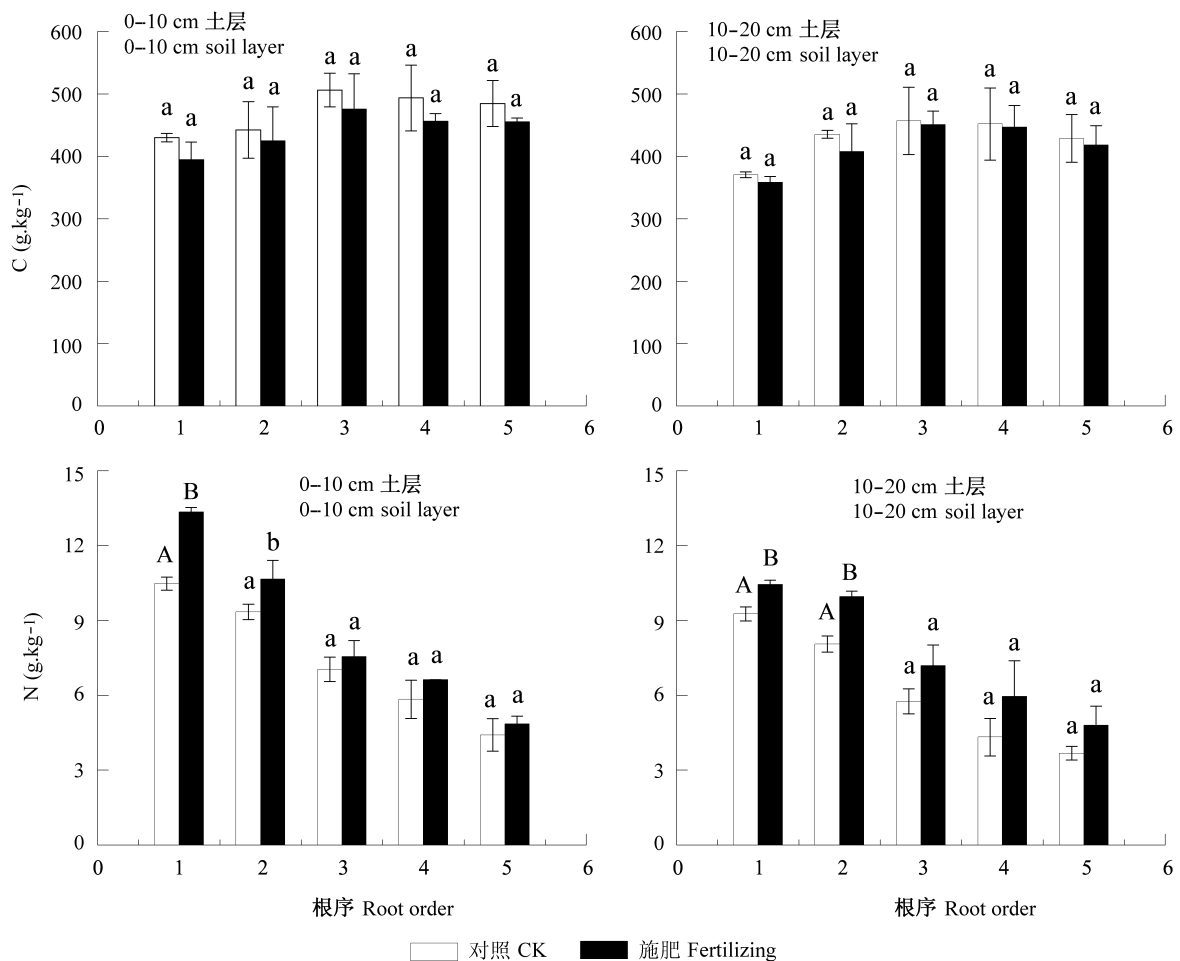 0–10 cm 土层
0–10 cm soil layer
C (g.kg-1)
600
500
400
300
200
100
0
a a a a a a a a a a
0 1 2 3 4 5 6
10–20 cm 土层
10–20 cm soil layer
600
500
400
300
200
100
0
a a a a a a a a a a
0 1 2 3 4 5 6
0–10 cm 土层
0–10 cm soil layer
N (g.kg-1)
15
12
9
6
3
0
A B a b a a a a a a
0 1 2 3 4 5 6
根序 Root order
10–20 cm 土层
10–20 cm soil layer
15
12
9
6
3
0
A B A B a a a a a a
0 1 2 3 4 5 6
根序 Root order
对照 CK 施肥 Fertilizing